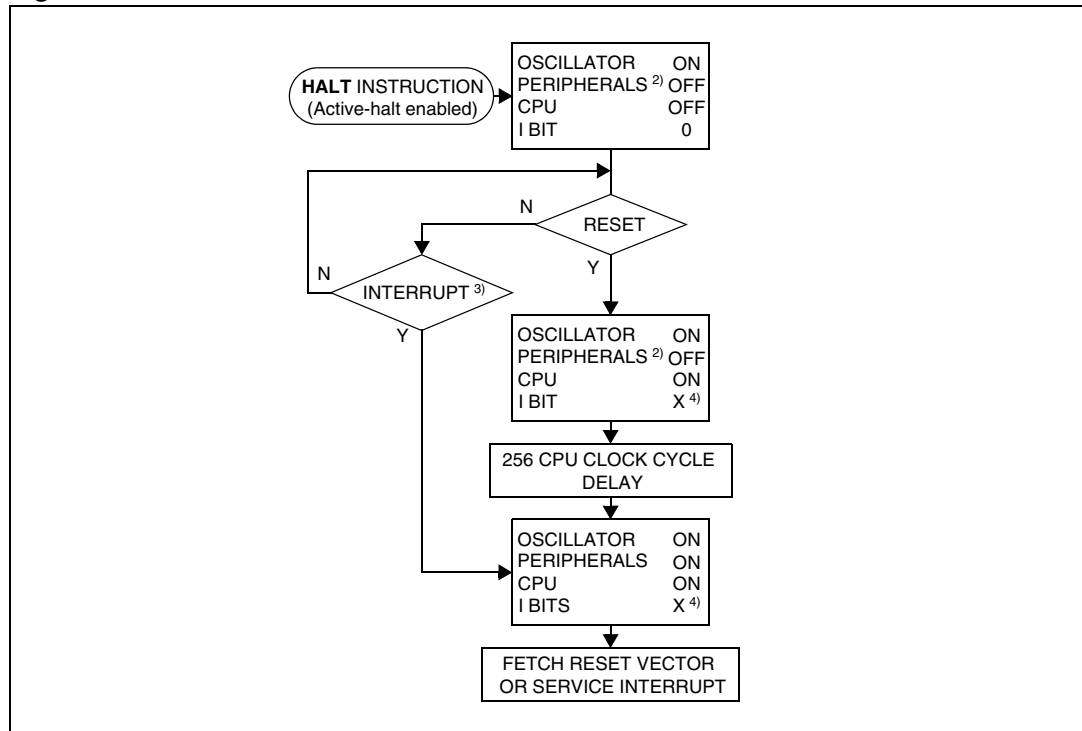 HALT INSTRUCTION
(Active-halt enabled)
OSCILLATOR ON
PERIPHERALS 2) OFF
CPU OFF
I BIT 0
N
RESET
Y
N
INTERRUPT 3)
Y
OSCILLATOR ON
PERIPHERALS 2) OFF
CPU ON
I BIT X 4)
256 CPU CLOCK CYCLE
DELAY
OSCILLATOR ON
PERIPHERALS ON
CPU ON
I BITS X 4)
FETCH RESET VECTOR
OR SERVICE INTERRUPT